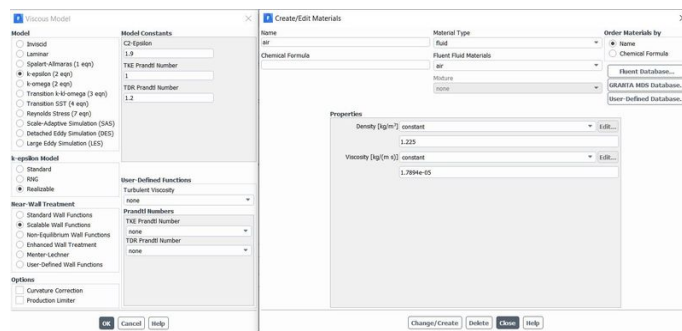 Viscous Model
Model
Inviscid
Laminar
Spalart-Allmaras (1 eqn)
k-epsilon (2 eqn)
k-omega (2 eqn)
Transition k-kl-omega (3 eqn)
Transition SST (4 eqn)
Reynolds Stress (7 eqn)
Scale-Adaptive Simulation (SAS)
Detached Eddy Simulation (DES)
Large Eddy Simulation (LES)
k-epsilon Model
Standard
RNG
Realizable
Near-Wall Treatment
Standard Wall Functions
Scalable Wall Functions
Non-Equilibrium Wall Functions
Enhanced Wall Treatment
Menter-Lechner
User-Defined Wall Functions
Options
Curvature Correction
Production Limiter
Model Constants
C2-Epsilon
1.9
TKE Prandtl Number
1
TDR Prandtl Number
1.2
User-Defined Functions
Turbulent Viscosity
none
Prandtl Numbers
TKE Prandtl Number
none
TDR Prandtl Number
none
OK Cancel Help
Create/Edit Materials
Name
air
Chemical Formula
Material Type
fluid
Fluent Fluid Materials
air
Mixture
none
Order Materials by
Name
Chemical Formula
Fluent Database...
GRANTA MDS Database...
User-Defined Database...
Properties
Density [kg/m³] constant Edit...
1.225
Viscosity [kg/(m s)] constant Edit...
1.7894e-05
Change/Create Delete Close Help